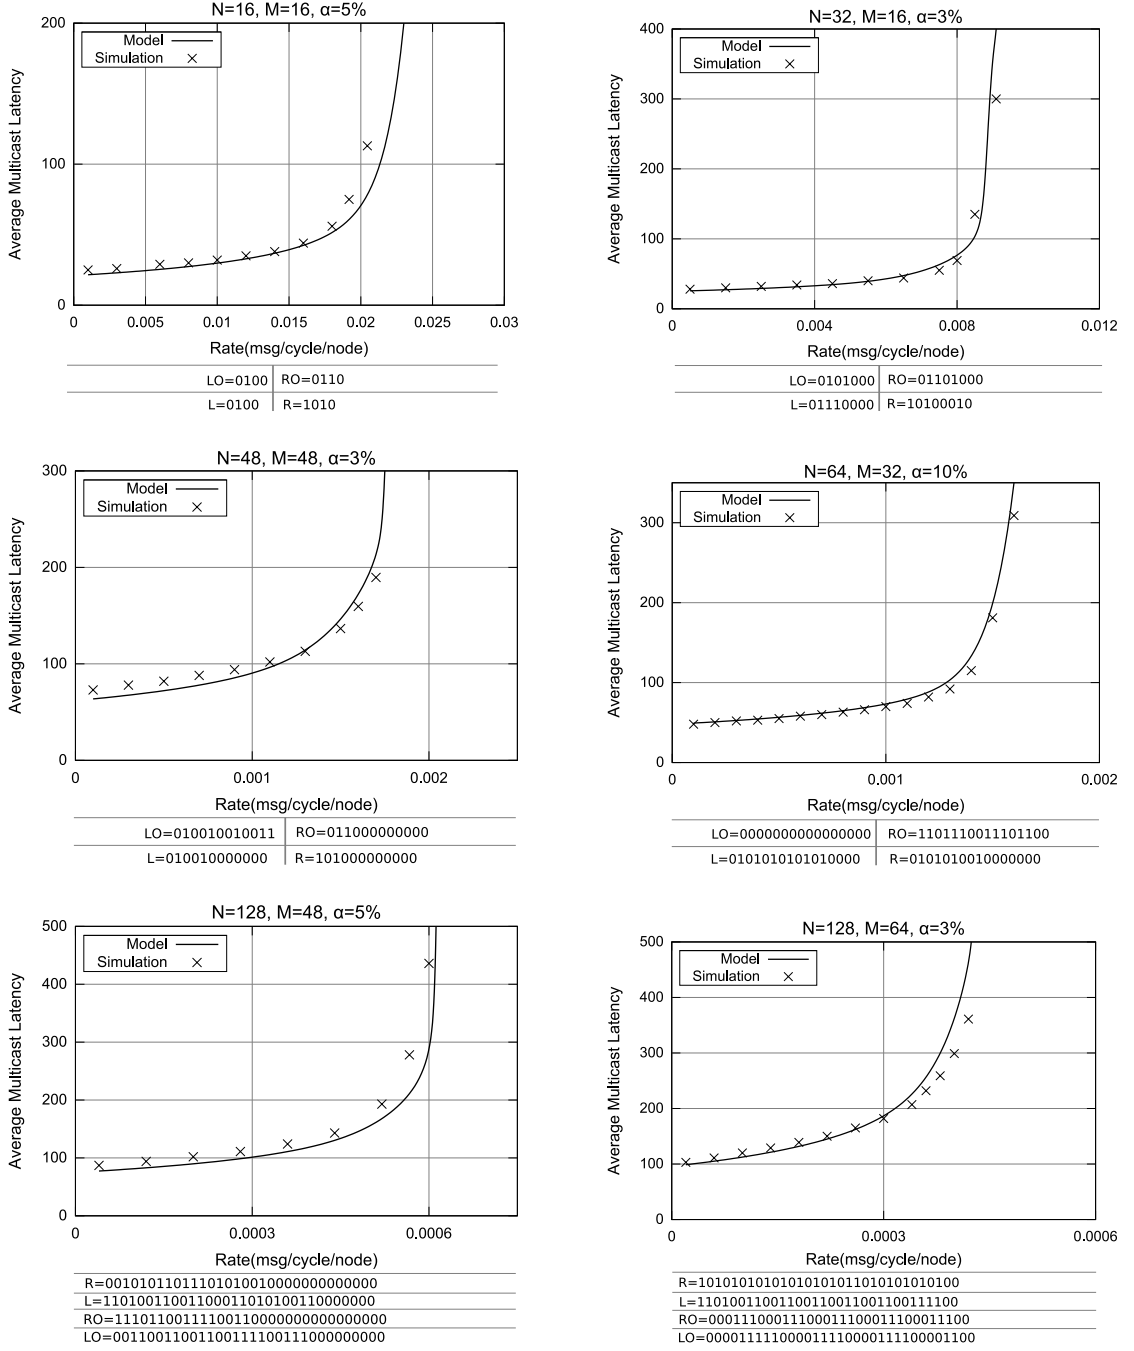 N=16, M=16, α=5%
Model
Simulation
Average Multicast Latency
200
100
0
0 0.005 0.01 0.015 0.02 0.025 0.03
Rate(msg/cycle/node)
LO=0100 RO=0110
L=0100 R=1010
N=32, M=16, α=3%
Model
Simulation
Average Multicast Latency
400
300
200
100
0
0 0.004 0.008 0.012
Rate(msg/cycle/node)
LO=0101000 RO=01101000
L=01110000 R=10100010
N=48, M=48, α=3%
Model
Simulation
Average Multicast Latency
300
200
100
0
0 0.001 0.002
Rate(msg/cycle/node)
LO=010010010011 RO=011000000000
L=010010000000 R=101000000000
N=64, M=32, α=10%
Model
Simulation
Average Multicast Latency
300
200
100
0
0 0.001 0.002
Rate(msg/cycle/node)
LO=0000000000000000 RO=1101110011101100
L=0101010101010000 R=0101010010000000
N=128, M=48, α=5%
Model
Simulation
Average Multicast Latency
500
400
300
200
100
0
0 0.0003 0.0006
Rate(msg/cycle/node)
R=00101011011101010010000000000000
L=11010011001100011010100110000000
RO=11101100111100110000000000000000
LO=00110011001100111110011100000000
N=128, M=64, α=3%
Model
Simulation
Average Multicast Latency
500
400
300
200
100
0
0 0.0003 0.0006
Rate(msg/cycle/node)
R=10101010101010101011010101010100
L=11010011001100110011001100111100
RO=00011100011100011100011100011100
LO=000011111000011110000111100001100